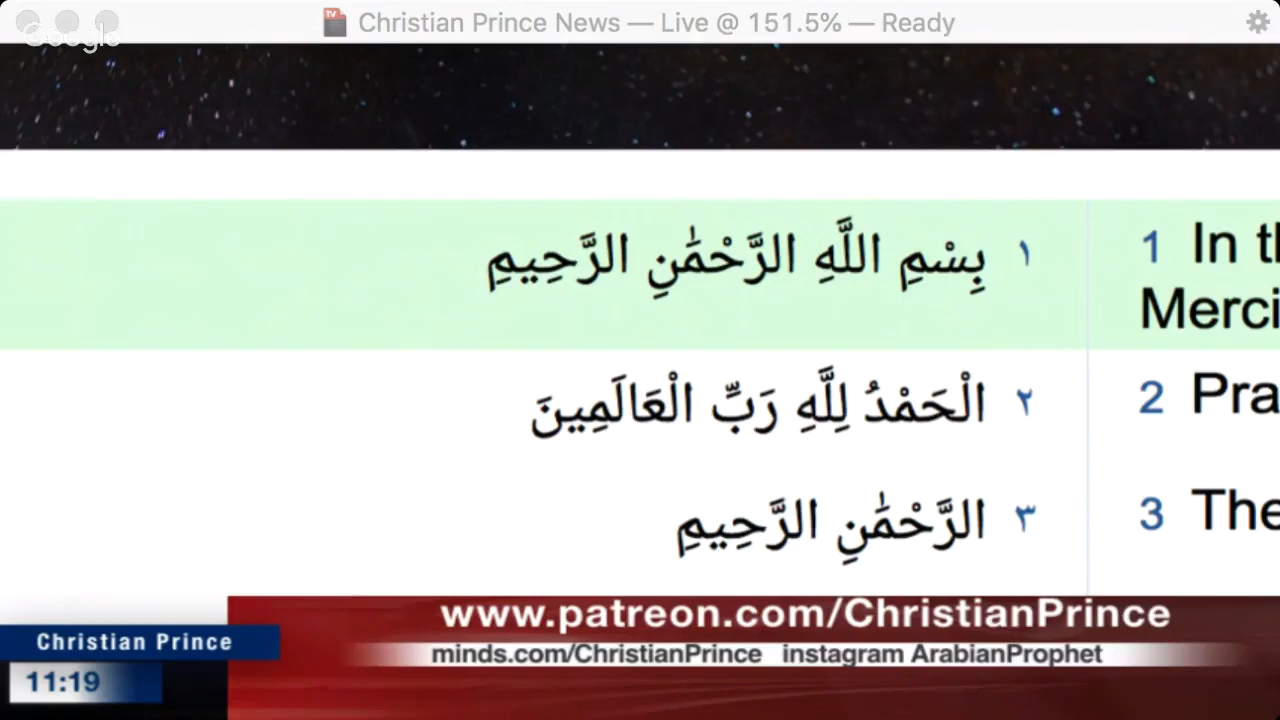 Christian Prince News — Live @ 151.5% — Ready
Google
بِسْمِ اللَّهِ الرَّحْمَٰنِ الرَّحِيمِ ١
1 In th
Merci
الْحَمْدُ لِلَّهِ رَبِّ الْعَالَمِينَ ٢
2 Pra
الرَّحْمَٰنِ الرَّحِيمِ ٣
3 The
www.patreon.com/ChristianPrince
Christian Prince
minds.com/ChristianPrince instagram ArabianProphet
11:19